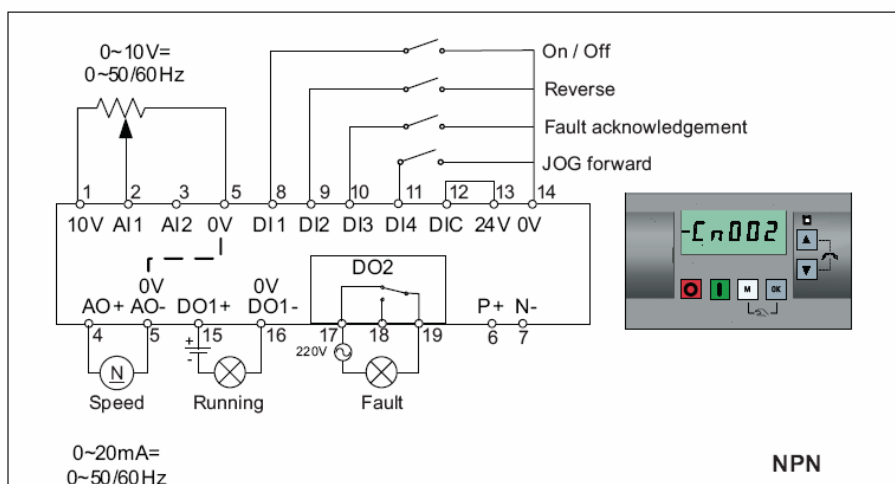 0~10V=
0~50/60Hz
On / Off
Reverse
Fault acknowledgement
JOG forward
1 2 3 5 8 9 10 11 12 13 14
10V AI1 AI2 0V DI1 DI2 DI3 DI4 DIC 24V 0V
-Cn002
M OK
DO2
0V 0V
AO+ AO- DO1+ DO1- P+ N-
4 5 15 16 17 18 19 6 7
+
-
220V
N
Speed Running Fault
0~20mA=
0~50/60Hz
NPN